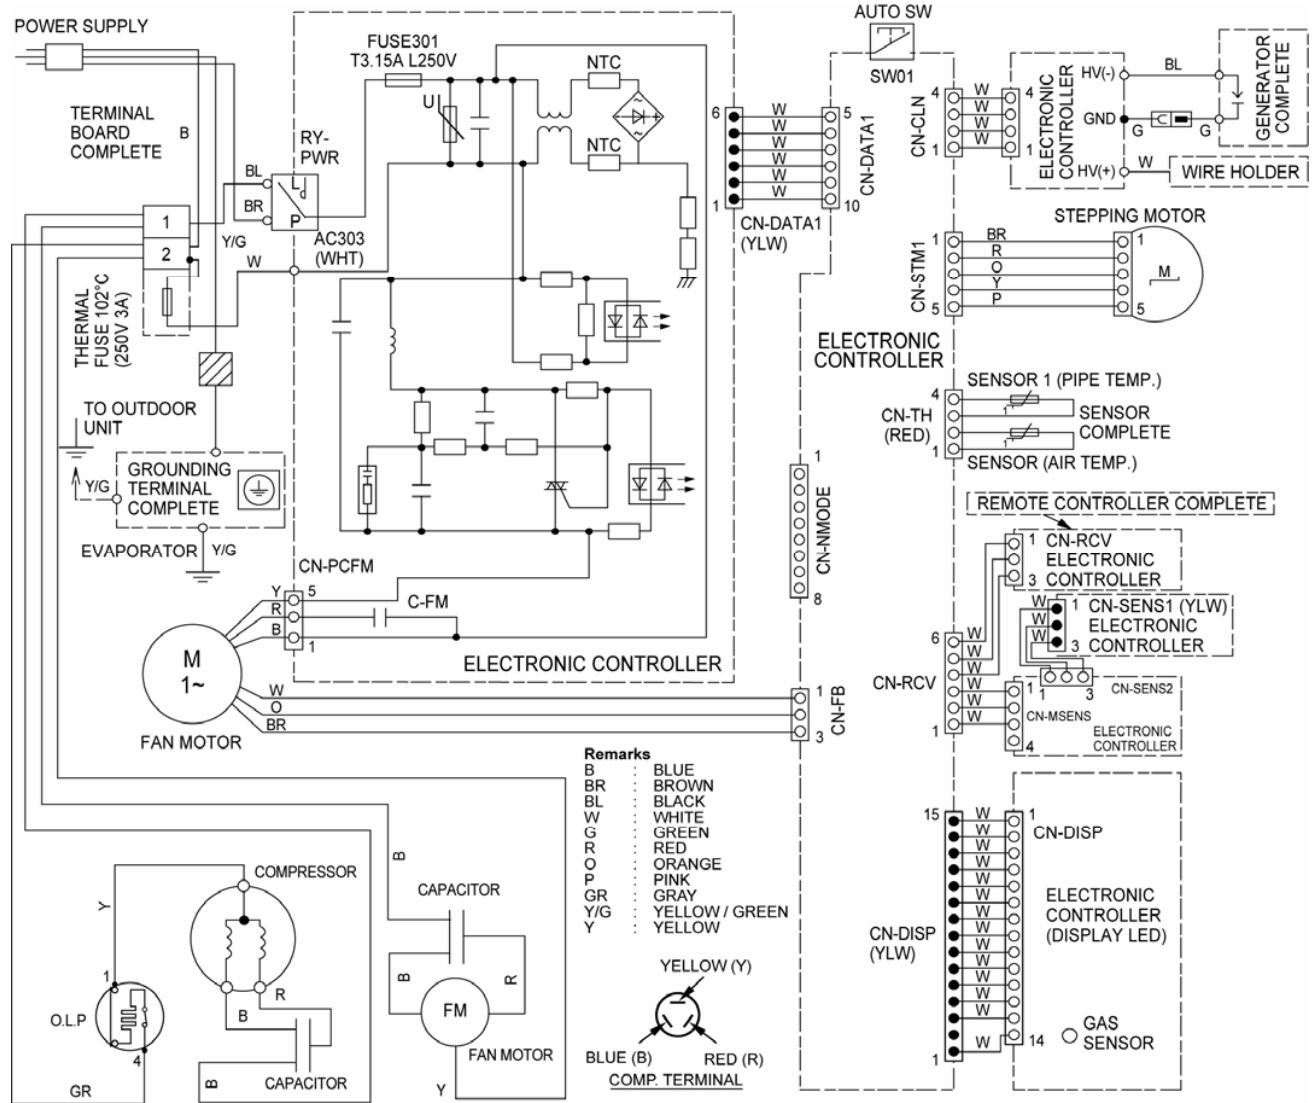 POWER SUPPLY
B
TERMINAL
BOARD
COMPLETE
FUSE301
T3.15A L250V
UI
NTC
NTC
RY-
PWR
BL
BR
L
P
AC303
(WHT)
Y/G
W
1
2
THERMAL
FUSE 102°C
(250V 3A)
TO OUTDOOR
UNIT
Y/G
GROUNDING
TERMINAL
COMPLETE
EVAPORATOR
Y/G
CN-PCFM
5
1
Y
R
B
C-FM
M
1~
FAN MOTOR
ELECTRONIC CONTROLLER
W
O
BR
6
1
CN-DATA1
(YLW)
W
W
W
W
W
W
5
10
CN-DATA1
AUTO SW
SW01
CN-CLN
4
1
W
W
W
W
4
1
ELECTRONIC
CONTROLLER
HV(-)
GND
HV(+)
BL
G
G
W
GENERATOR
COMPLETE
WIRE HOLDER
STEPPING MOTOR
CN-STM1
1
5
BR
R
O
Y
P
1
5
M
ELECTRONIC
CONTROLLER
CN-TH
(RED)
4
1
SENSOR 1 (PIPE TEMP.)
1
1
SENSOR
COMPLETE
SENSOR (AIR TEMP.)
CN-NMODE
1
8
REMOTE CONTROLLER COMPLETE
1
3
CN-RCV
ELECTRONIC
CONTROLLER
W
W
W
1
3
CN-SENS1 (YLW)
ELECTRONIC
CONTROLLER
CN-RCV
6
1
W
W
W
W
W
W
1
3
CN-SENS2
1
4
CN-MSENS
ELECTRONIC
CONTROLLER
CN-FB
1
3
Remarks
B : BLUE
BR : BROWN
BL : BLACK
W : WHITE
G : GREEN
R : RED
O : ORANGE
P : PINK
GR : GRAY
Y/G : YELLOW / GREEN
Y : YELLOW
YELLOW (Y)
BLUE (B)
RED (R)
COMP. TERMINAL
15
1
CN-DISP
(YLW)
W
W
W
W
W
W
W
W
W
W
W
W
W
W
1
14
CN-DISP
ELECTRONIC
CONTROLLER
(DISPLAY LED)
GAS
SENSOR
COMPRESSOR
Y
1
O.L.P
4
GR
R
B
B
CAPACITOR
B
CAPACITOR
B
R
FM
FAN MOTOR
Y